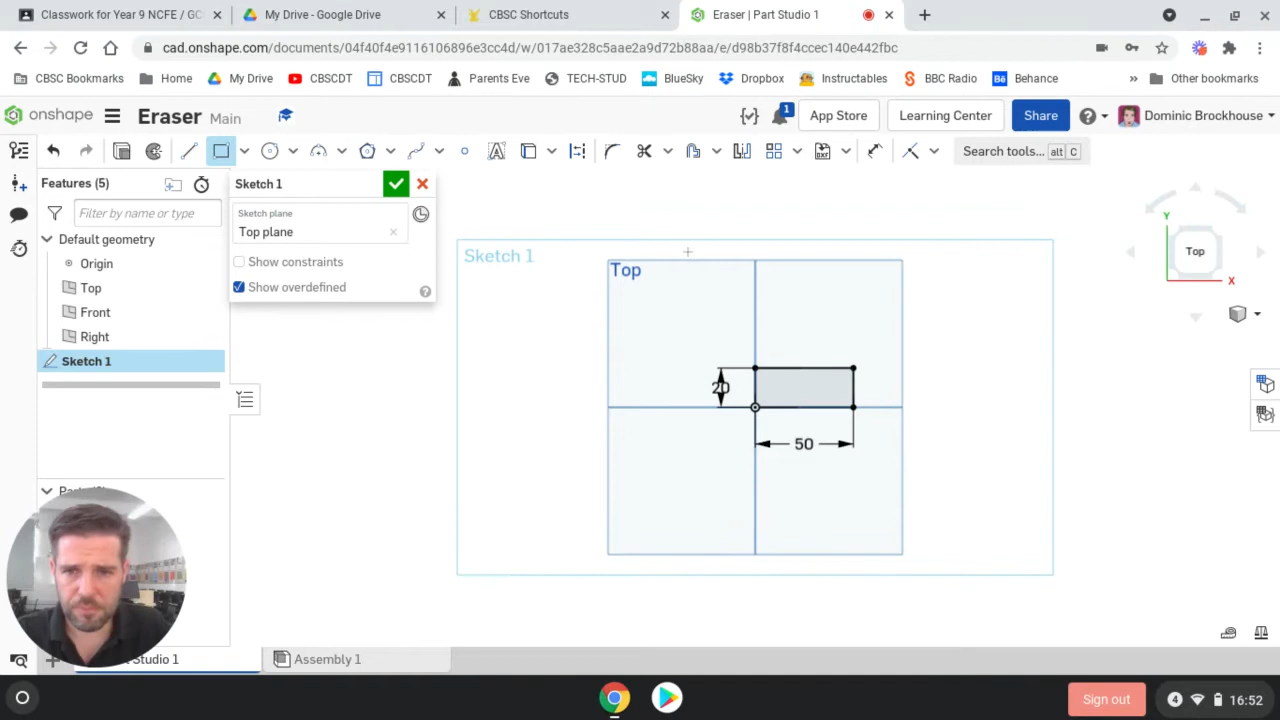 Classwork for Year 9 NCFE / GC
My Drive - Google Drive
CBSC Shortcuts
Eraser | Part Studio 1
cad.onshape.com/documents/04f40f4e9116106896e3cc4d/w/017ae328c5aae2a9d72b88aa/e/d98b37f8f4ccec140e442fbc
CBSC Bookmarks
Home
My Drive
CBSCDT
CBSCDT
Parents Eve
TECH-STUD
BlueSky
Dropbox
Instructables
BBC Radio
Behance
Other bookmarks
onshape
Eraser Main
1
App Store
Learning Center
Share
Dominic Brockhouse
Search tools... alt C
Features (5)
Filter by name or type
Default geometry
Origin
Top
Front
Right
Sketch 1
Sketch 1
Sketch plane
Top plane
Show constraints
Show overdefined
Sketch 1
Top
20
50
Y
Top
X
Studio 1
Assembly 1
Sign out
4
16:52